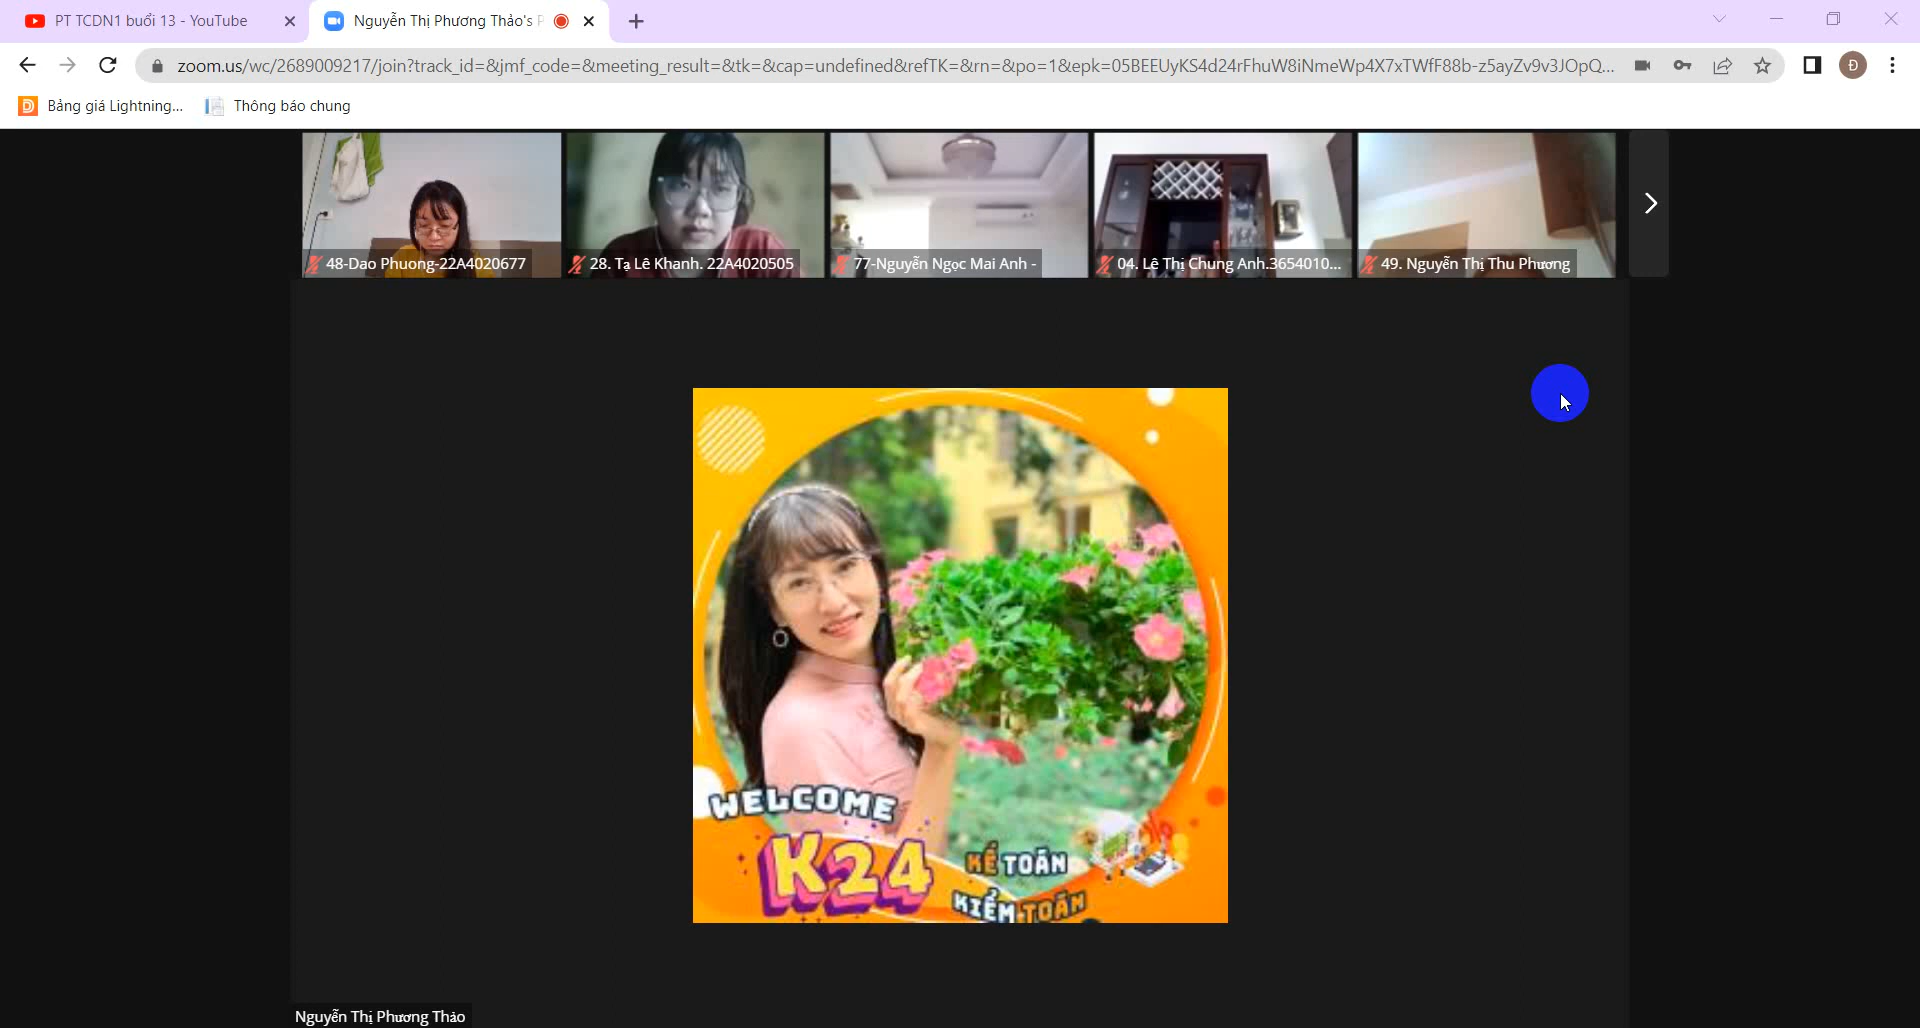 PT TCDN1 buổi 13 - YouTube
Nguyễn Thị Phương Thảo's P
zoom.us/wc/2689009217/join?track_id=&jmf_code=&meeting_result=&tk=&cap=undefined&refTK=&rn=&po=1&epk=05BEEUyKS4d24rFhuW8iNmeWp4X7xTWfF88b-z5ayZv9v3JOpQ...
Đ
Bảng giá Lightning...
Thông báo chung
48-Dao Phuong-22A4020677
28. Tạ Lê Khanh. 22A4020505
77-Nguyễn Ngọc Mai Anh -
04. Lê Thị Chung Anh.3654010...
49. Nguyễn Thị Thu Phương
WELCOME
K24
KẾ TOÁN
KIỂM TOÁN
Nguyễn Thị Phương Thảo